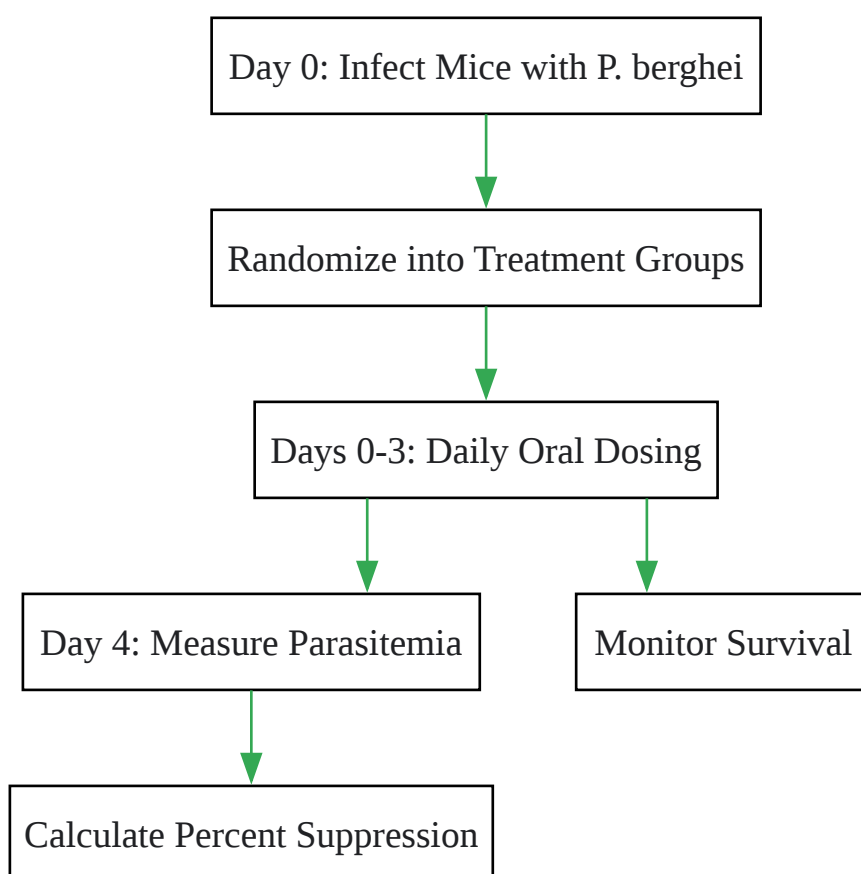 Day 0: Infect Mice with P. berghei
Randomize into Treatment Groups
Days 0-3: Daily Oral Dosing
Day 4: Measure Parasitemia
Monitor Survival
Calculate Percent Suppression